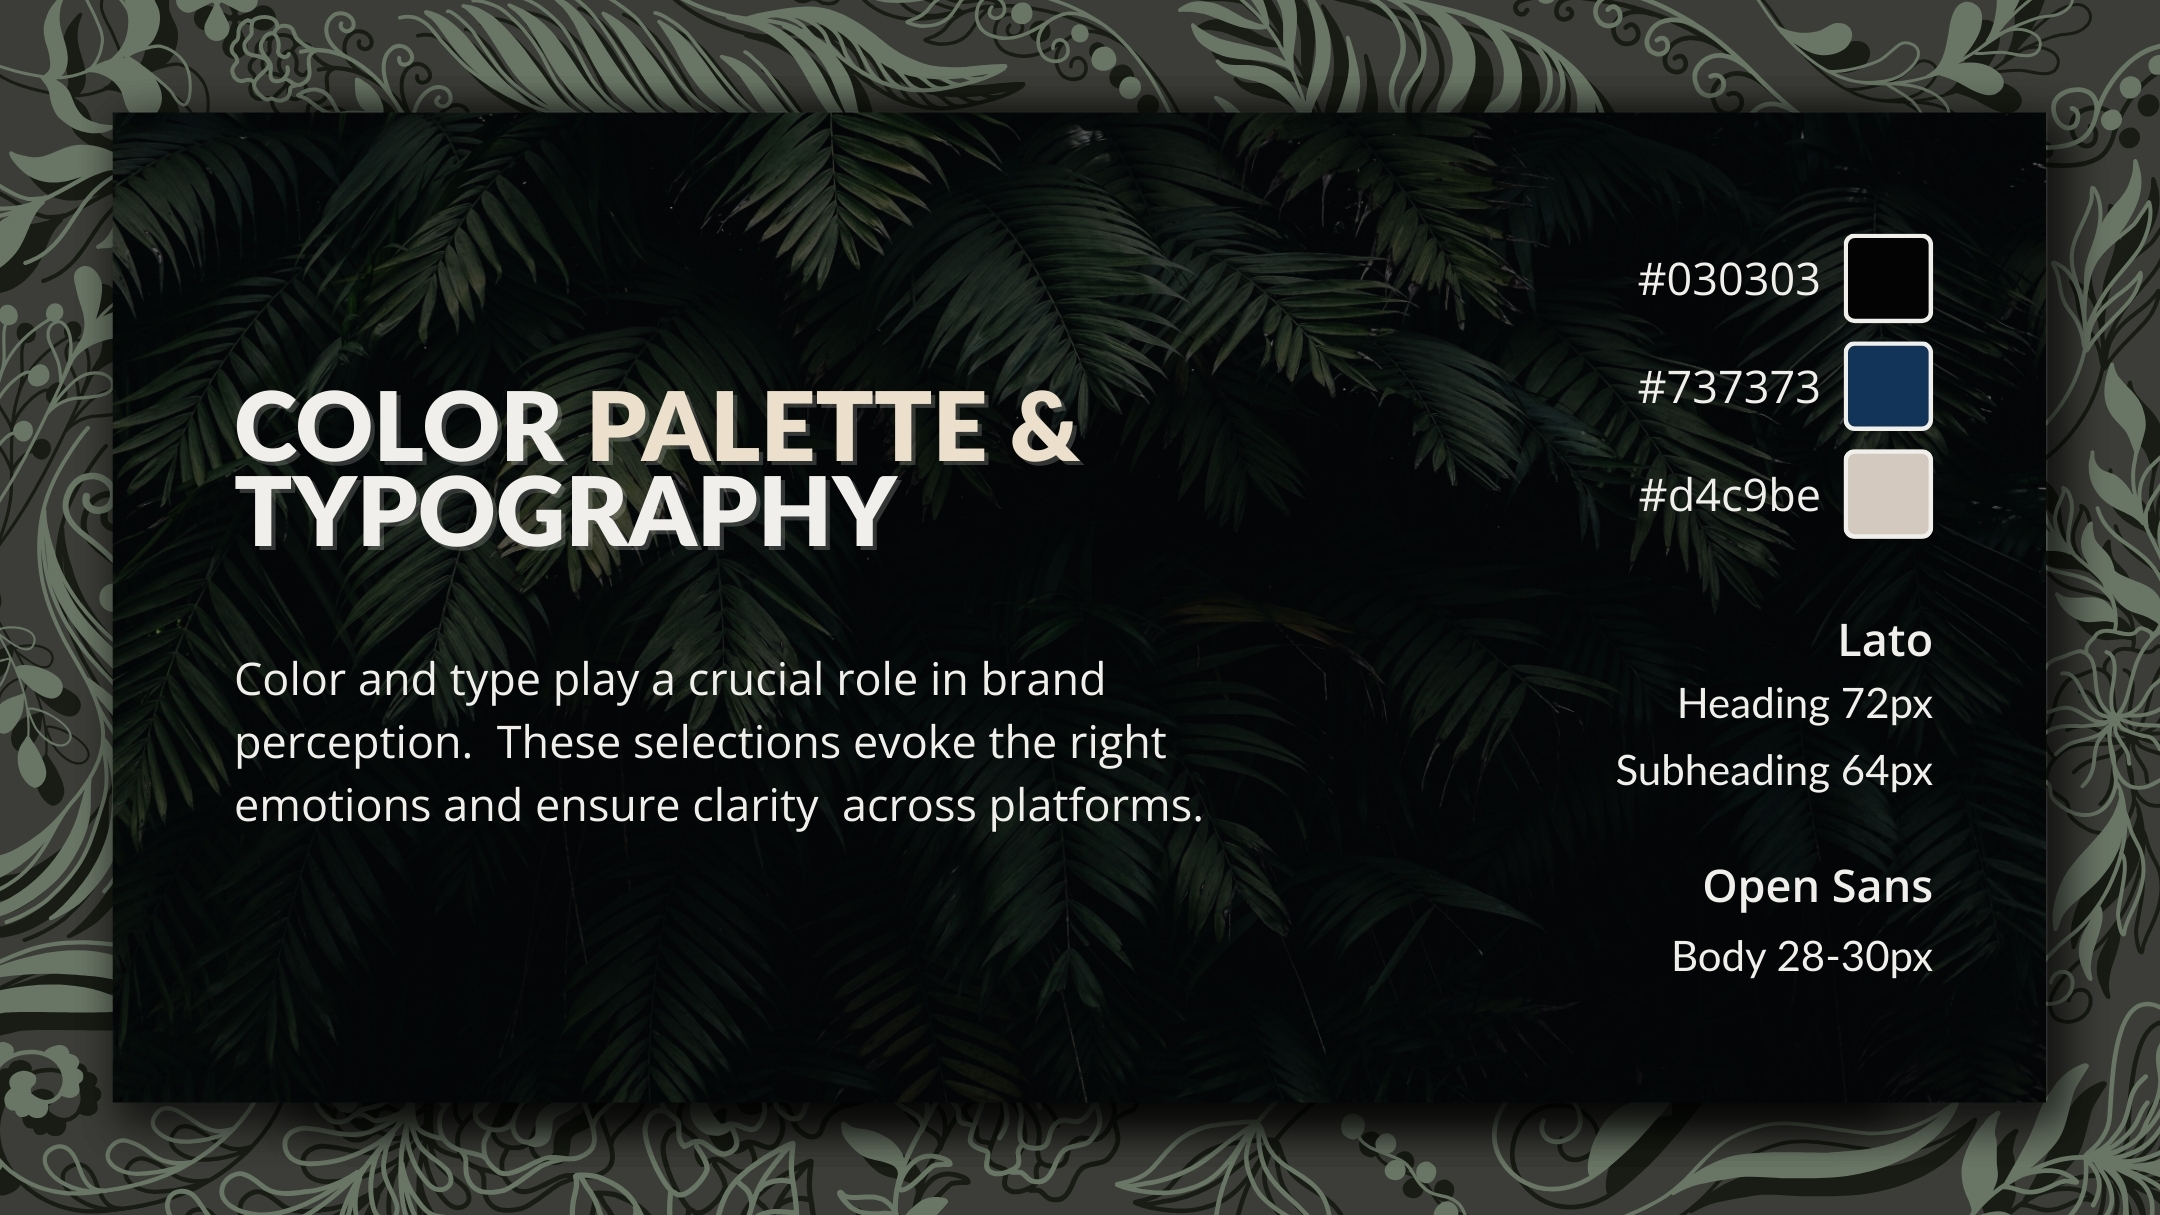 COLOR PALETTE &
TYPOGRAPHY
Color and type play a crucial role in brand
perception.  These selections evoke the right
emotions and ensure clarity  across platforms.
#030303
#737373
#d4c9be
Lato
Heading 72px
Subheading 64px
Open Sans
Body 28-30px